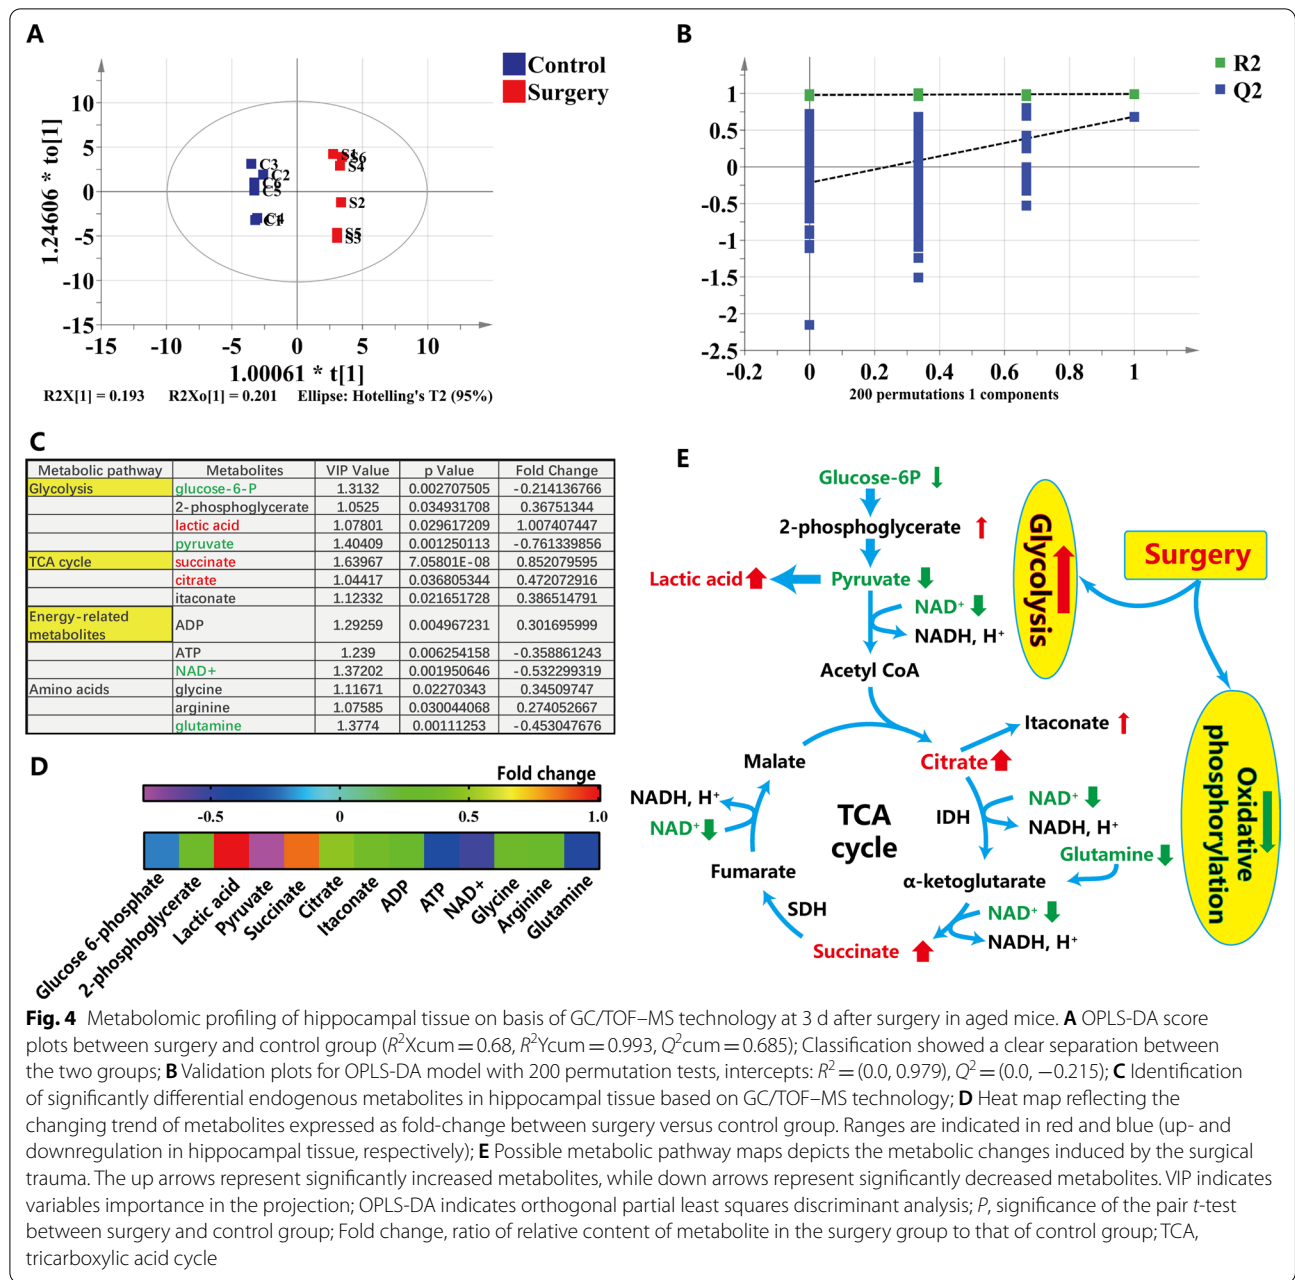 A
Control
Surgery
1.24606 * to[1]
10
5
0
-5
-10
-15
C3
C2
C6
C5
C4
S1
S6
S4
S2
S5
-15
-10
-5
0
5
10
1.00061 * t[1]
R2X[1] = 0.193 R2Xo[1] = 0.201 Ellipse: Hotelling's T2 (95%)
B
R2
Q2
1
0.5
0
-0.5
-1
-1.5
-2
-2.5
-0.2 0 0.2 0.4 0.6 0.8 1
200 permutations 1 components
C
Metabolic pathway Metabolites VIP Value p Value Fold Change
Glycolysis glucose-6-P 1.3132 0.002707505 -0.214136766
2-phosphoglycerate 1.0525 0.034931708 0.36751344
lactic acid 1.07801 0.029617209 1.007407447
pyruvate 1.40409 0.001250113 -0.761339856
TCA cycle succinate 1.63967 7.05801E-08 0.852079595
citrate 1.04417 0.036805344 0.472072916
itaconate 1.12332 0.021651728 0.386514791
Energy-related
metabolites ADP 1.29259 0.004967231 0.301695999
ATP 1.239 0.006254158 -0.358861243
NAD+ 1.37202 0.001950646 -0.532299319
Amino acids glycine 1.11671 0.02270343 0.34509747
arginine 1.07585 0.030044068 0.274052667
glutamine 1.3774 0.00111253 -0.453047676
D
Fold change
-0.5 0 0.5 1.0
Glucose 6-phosphate
2-phosphoglycerate
Lactic acid
Pyruvate
Succinate
Citrate
Itaconate
ADP
ATP
NAD+
Glycine
Arginine
Glutamine
E
Glucose-6P
2-phosphoglycerate
Lactic acid
Pyruvate
NAD+
NADH, H+
Acetyl CoA
Glycolysis
Surgery
Oxidative
phosphorylation
Malate
Citrate
Itaconate
NADH, H+
NAD+
TCA
cycle
IDH
NAD+
NADH, H+
Glutamine
Fumarate
α-ketoglutarate
SDH
NAD+
NADH, H+
Succinate
Fig. 4 Metabolomic profiling of hippocampal tissue on basis of GC/TOF–MS technology at 3 d after surgery in aged mice. A OPLS-DA score
plots between surgery and control group (R²Xcum = 0.68, R²Ycum = 0.993, Q²cum = 0.685); Classification showed a clear separation between
the two groups; B Validation plots for OPLS-DA model with 200 permutation tests, intercepts: R² = (0.0, 0.979), Q² = (0.0, −0.215); C Identification
of significantly differential endogenous metabolites in hippocampal tissue based on GC/TOF–MS technology; D Heat map reflecting the
changing trend of metabolites expressed as fold-change between surgery versus control group. Ranges are indicated in red and blue (up- and
downregulation in hippocampal tissue, respectively); E Possible metabolic pathway maps depicts the metabolic changes induced by the surgical
trauma. The up arrows represent significantly increased metabolites, while down arrows represent significantly decreased metabolites. VIP indicates
variables importance in the projection; OPLS-DA indicates orthogonal partial least squares discriminant analysis; P, significance of the pair t-test
between surgery and control group; Fold change, ratio of relative content of metabolite in the surgery group to that of control group; TCA,
tricarboxylic acid cycle